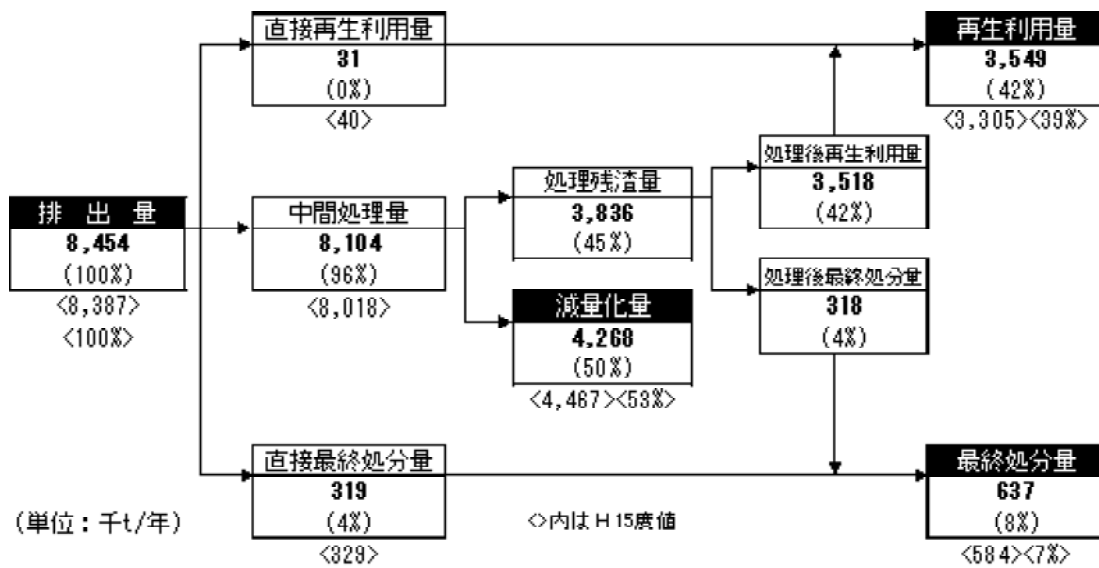 直接再生利用量
31
(0%)
<40>
再生利用量
3,549
(42%)
<3,305><39%>
排 出 量
8,454
(100%)
<8,387>
<100%>
中間処理量
8,104
(96%)
<8,018>
処理残渣量
3,836
(45%)
減量化量
4,268
(50%)
<4,467><53%>
処理後再生利用量
3,518
(42%)
処理後最終処分量
318
(4%)
直接最終処分量
319
(4%)
<329>
最終処分量
637
(8%)
<584><7%>
(単位:千t/年)
<>内はH15度値